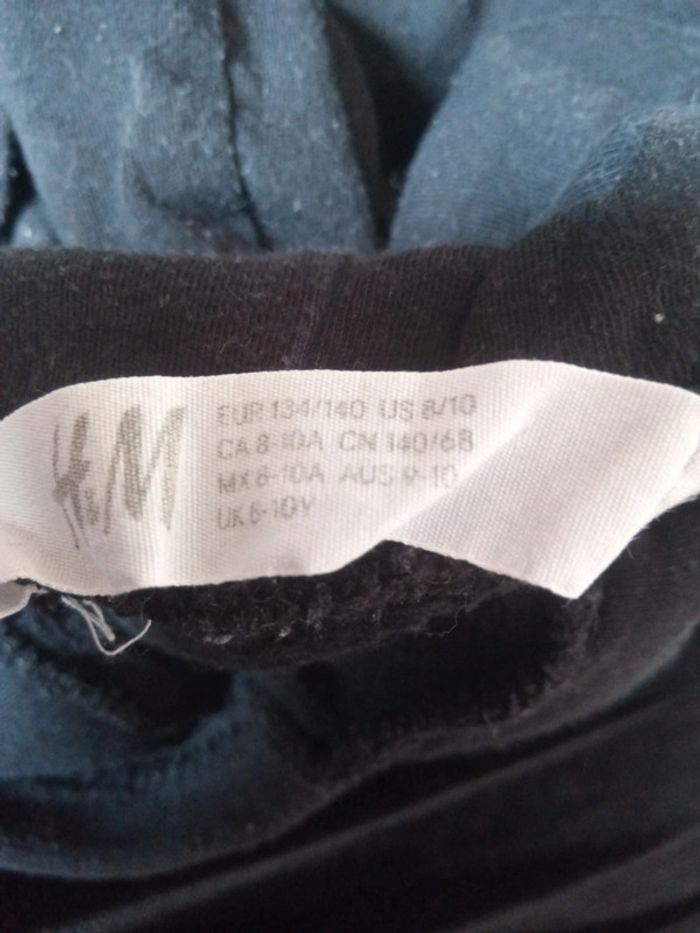 H&M
EUR 134/140 US 8/10
CA 8-10A CN 140/68
MX 8-10A AUS 9-10
UK 8-10Y